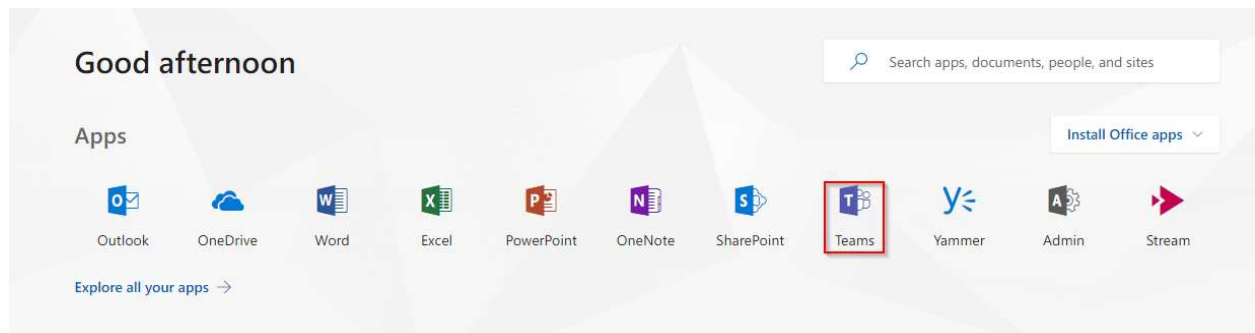 Good afternoon
Search apps, documents, people, and sites
Apps
Install Office apps
Outlook OneDrive Word Excel PowerPoint OneNote SharePoint Teams Yammer Admin Stream
Explore all your apps →